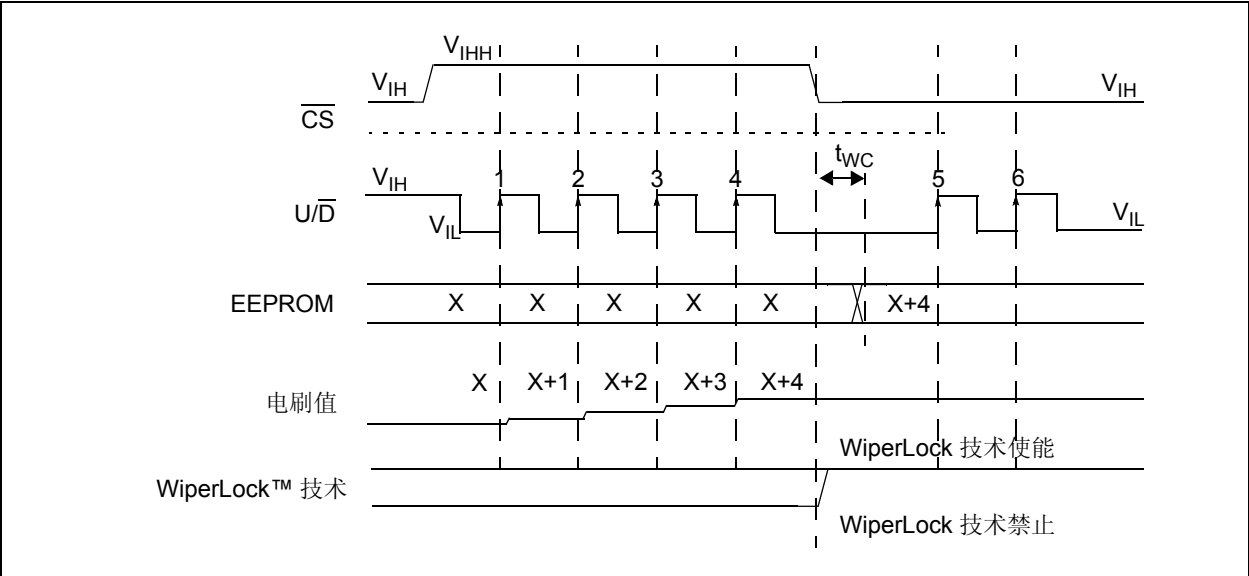 V_IHH
V_IH
V_IH
CS
t_WC
V_IH
1
2
3
4
5
6
U/D
V_IL
V_IL
EEPROM
X
X
X
X
X
X+4
X
X+1
X+2
X+3
X+4
电刷值
WiperLock 技术使能
WiperLock™ 技术
WiperLock 技术禁止